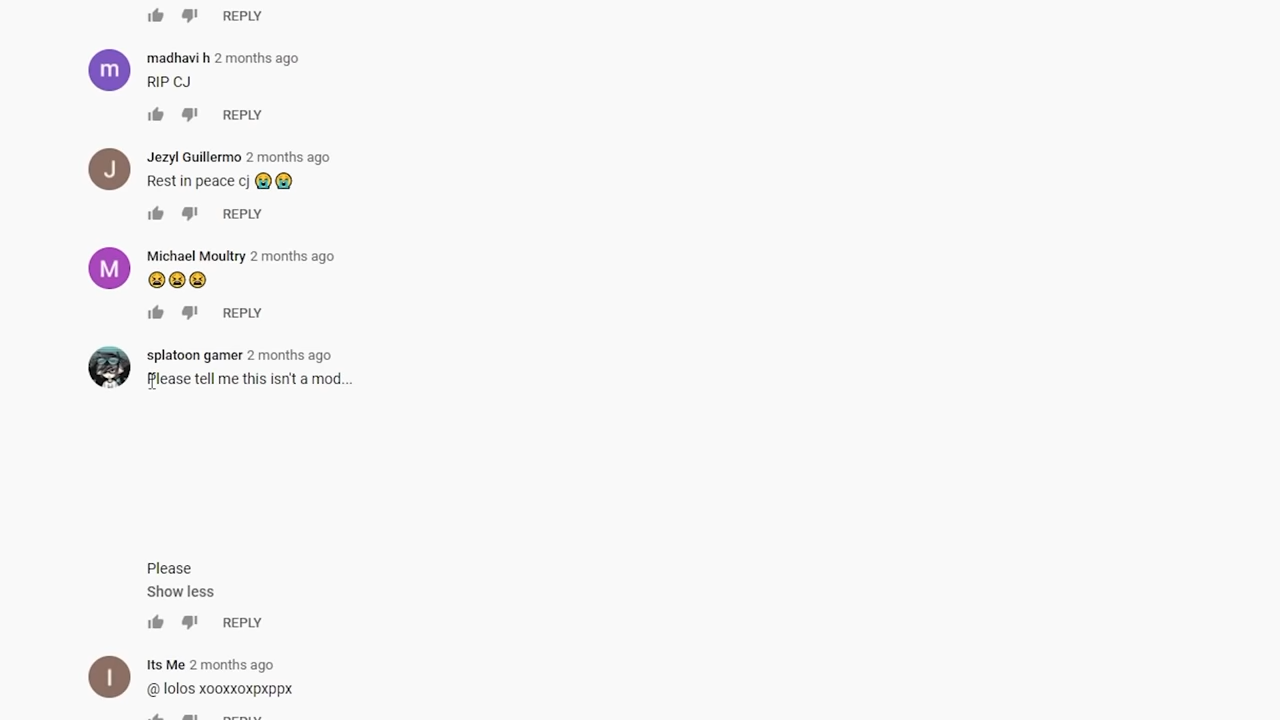 REPLY
m
madhavi h 2 months ago
RIP CJ
REPLY
J
Jezyl Guillermo 2 months ago
Rest in peace cj 😭😭
REPLY
M
Michael Moultry 2 months ago
😫😫😫
REPLY
splatoon gamer 2 months ago
Please tell me this isn't a mod...
Please
Show less
REPLY
I
Its Me 2 months ago
@ lolos xooxxoxpxppx
REPLY